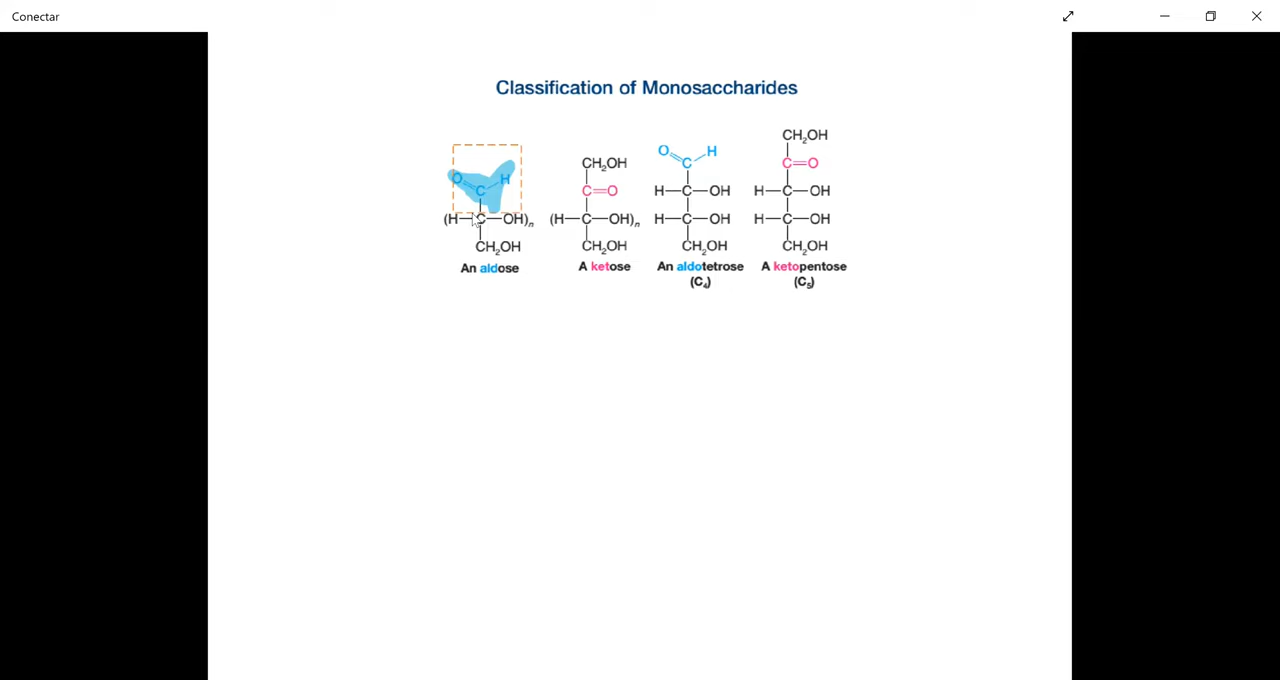 Conectar
Classification of Monosaccharides
O H
C
(H—C—OH)n
CH₂OH
An aldose
CH₂OH
C=O
(H—C—OH)n
CH₂OH
A ketose
O H
C
H—C—OH
H—C—OH
CH₂OH
An aldotetrose
(C₄)
CH₂OH
C=O
H—C—OH
H—C—OH
CH₂OH
A ketopentose
(C₅)